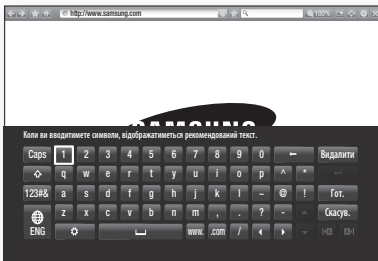 http://www.samsung.com 100%
SAMSUNG
Коли ви вводитимете символи, відображатиметься рекомендований текст.
Caps 1 2 3 4 5 6 7 8 9 0 Видалити
q w e r t y u i o p ^ *
123#& a s d f g h j k l ~ @ ! Гот.
z x c v b n m , . ? - Скасув.
ENG www. .com /